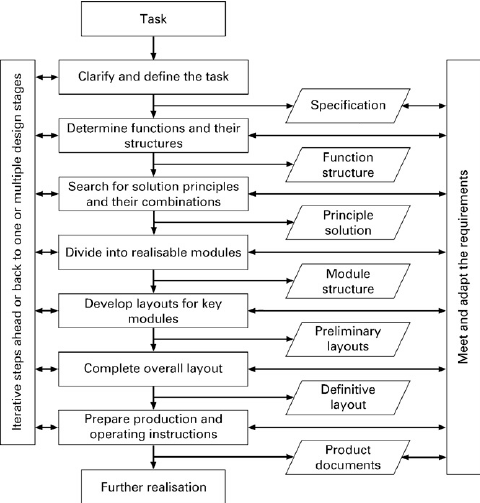 Task
Clarify and define the task
Specification
Determine functions and their
structures
Function
structure
Search for solution principles
and their combinations
Principle
solution
Divide into realisable modules
Module
structure
Develop layouts for key
modules
Preliminary
layouts
Complete overall layout
Definitive
layout
Prepare production and
operating instructions
Product
documents
Further realisation
Iterative steps ahead or back to one or multiple design stages
Meet and adapt the requirements